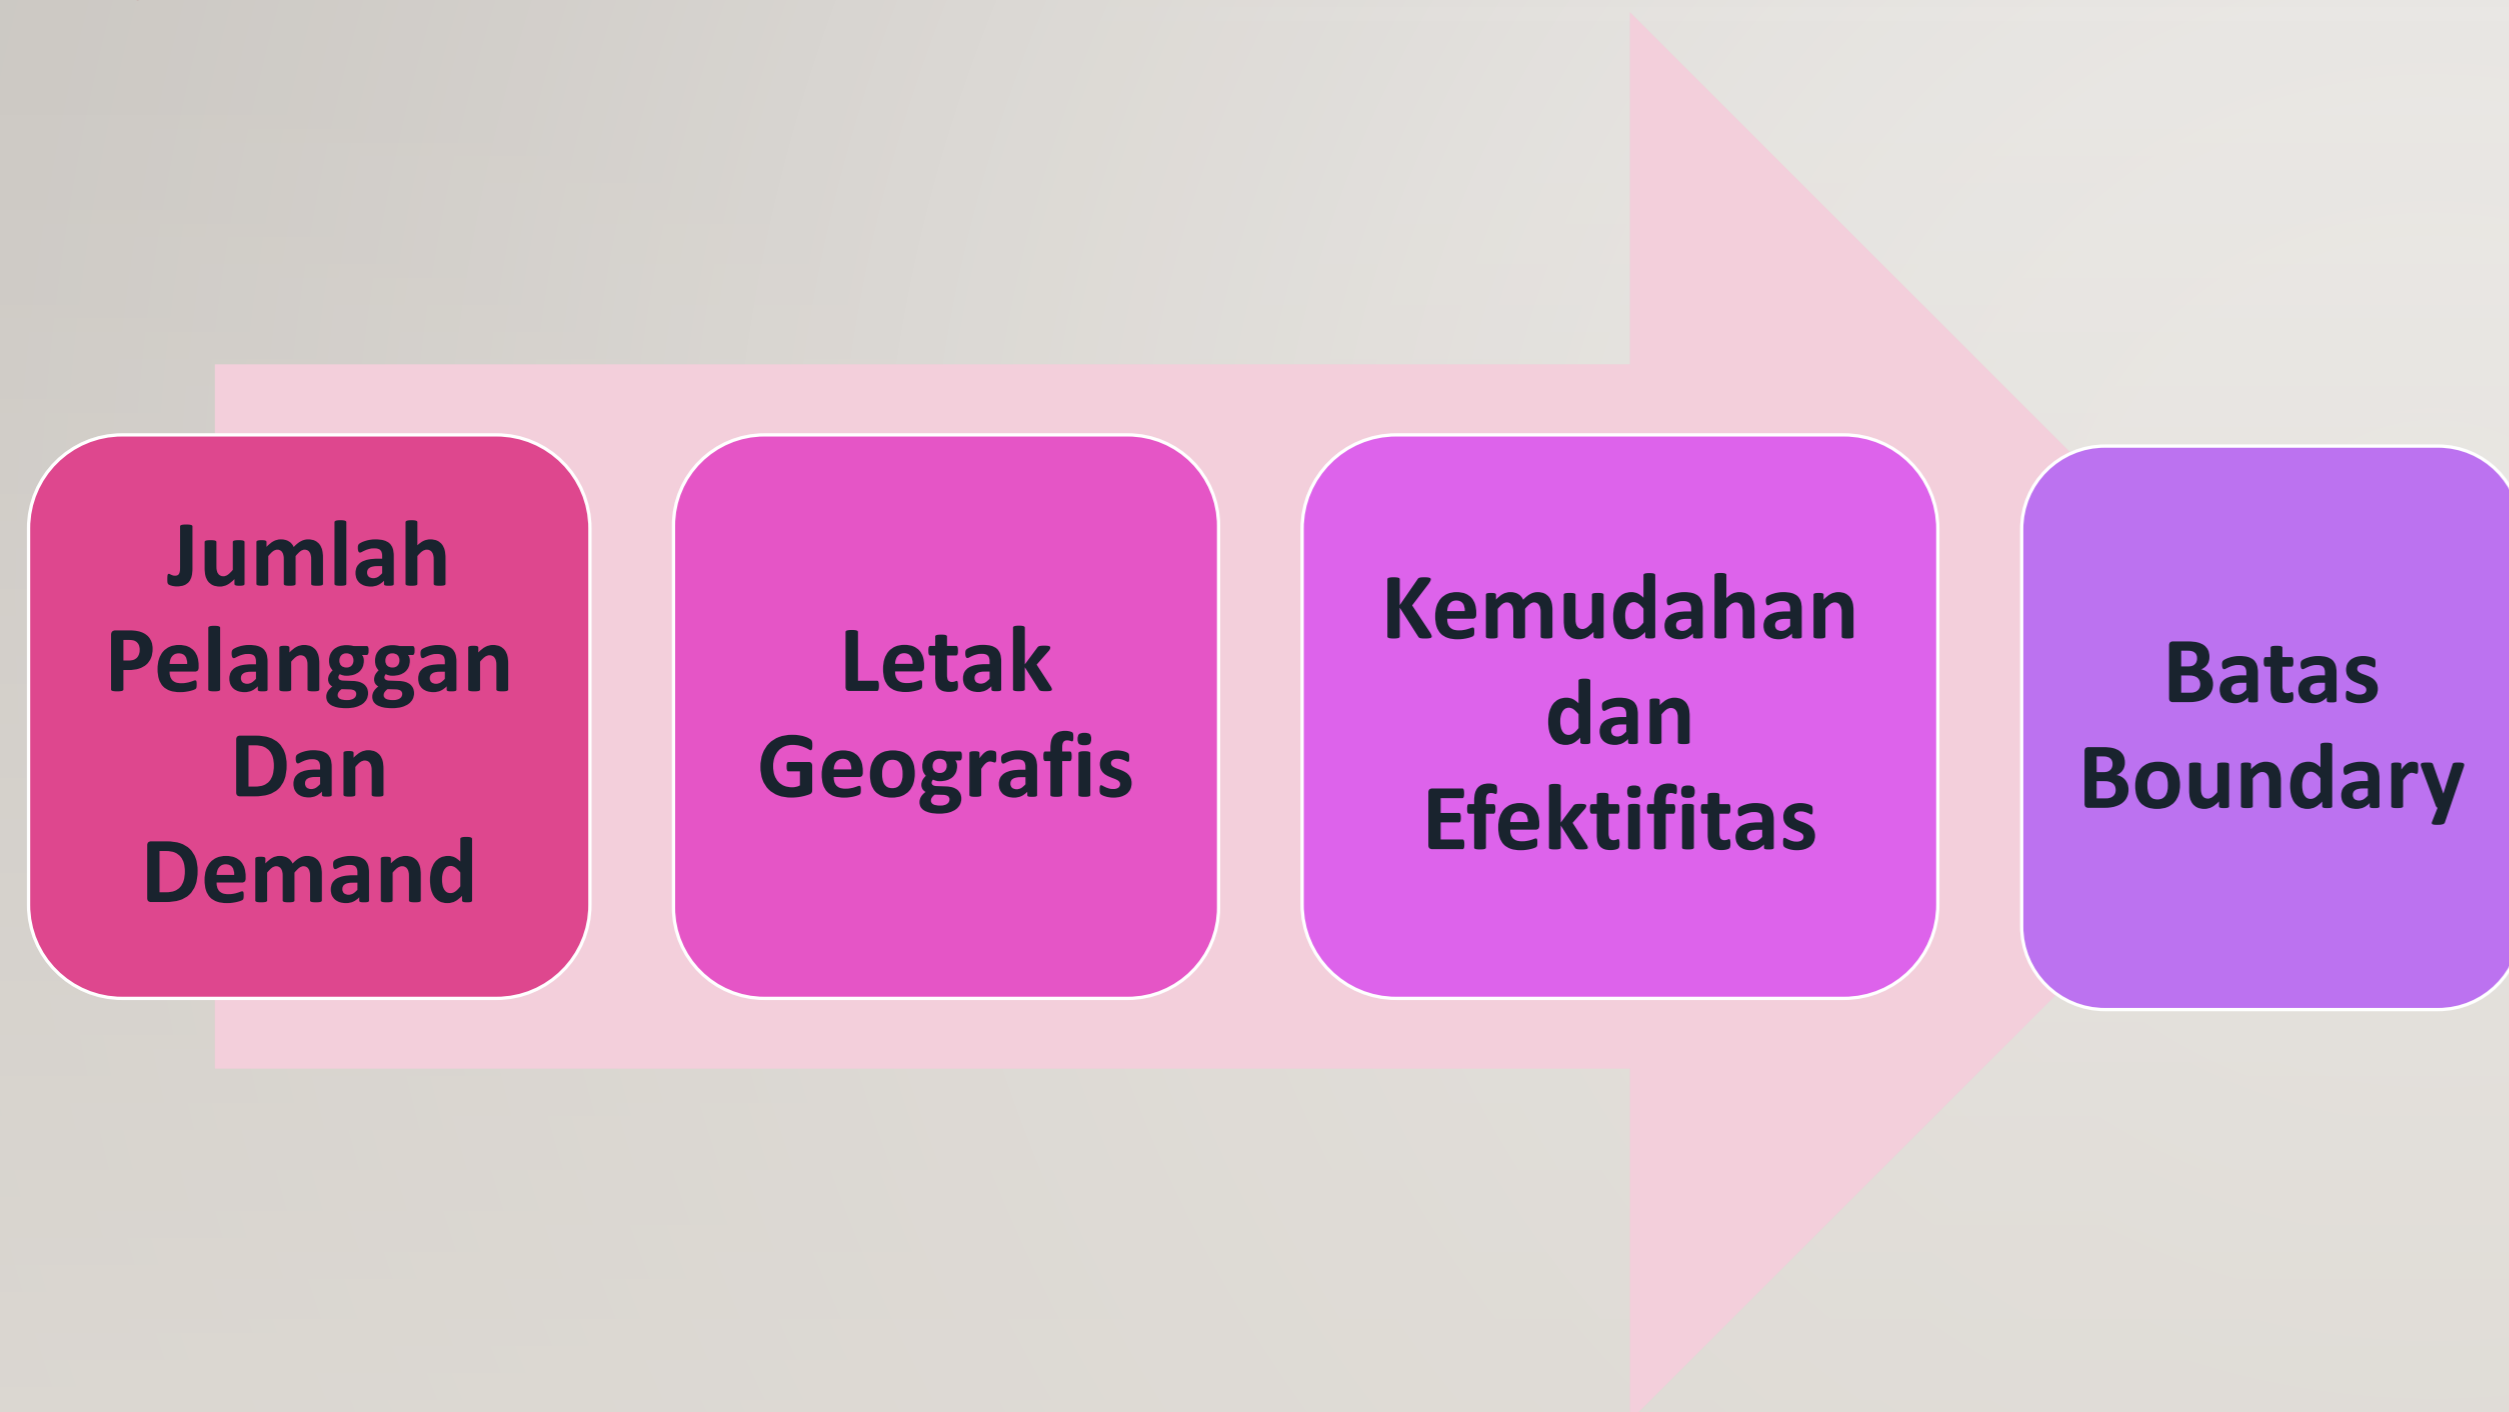 Jumlah
Pelanggan
Dan
Demand
Letak
Geografis
Kemudahan
dan
Efektifitas
Batas
Boundary